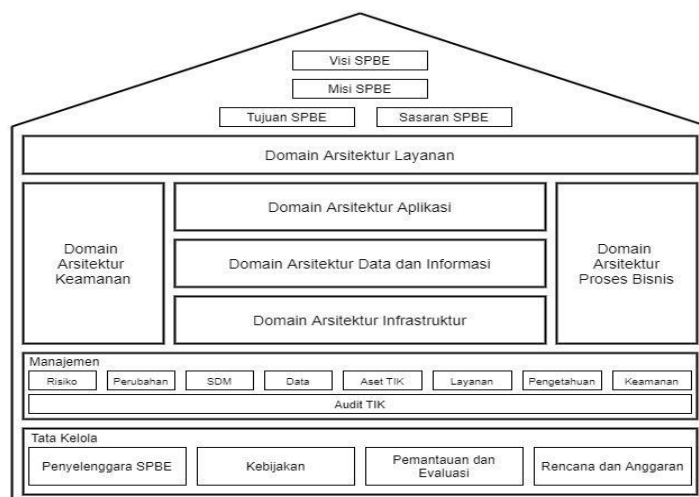 Visi SPBE
Misi SPBE
Tujuan SPBE
Sasaran SPBE
Domain Arsitektur Layanan
Domain
Arsitektur
Keamanan
Domain Arsitektur Aplikasi
Domain Arsitektur Data dan Informasi
Domain Arsitektur Infrastruktur
Domain
Arsitektur
Proses Bisnis
Manajemen
Risiko
Perubahan
SDM
Data
Aset TIK
Layanan
Pengetahuan
Keamanan
Audit TIK
Tata Kelola
Penyelenggara SPBE
Kebijakan
Pemantauan dan
Evaluasi
Rencana dan Anggaran